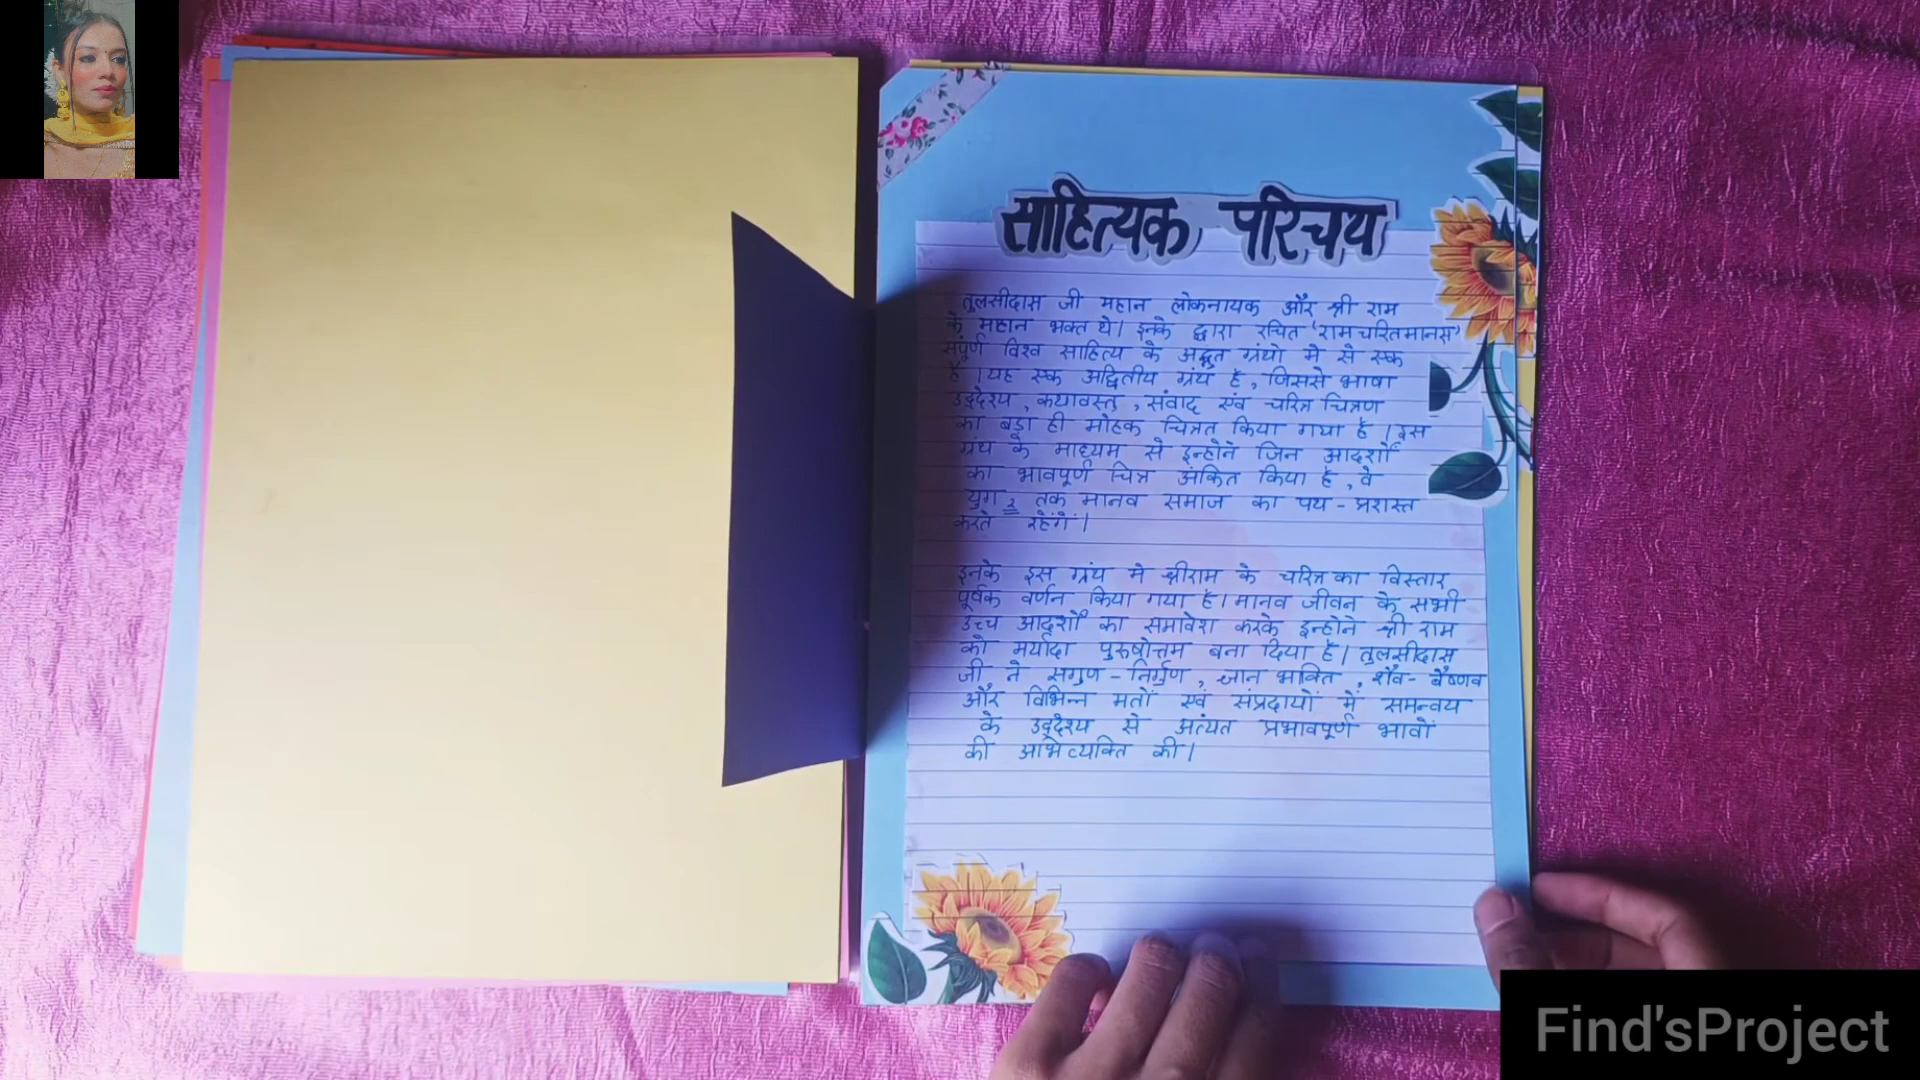 साहित्यक परिचय
तुलसीदास जी महान लोकनायक और श्री राम
के महान भक्त थे। इनके द्वारा रचित 'रामचरितमानस'
संपूर्ण विश्व साहित्य के अद्भुत ग्रंथो मे से एक
है। यह एक अद्वितीय ग्रंथ है, जिससे भाषा
उद्देश्य, कथावस्तु, संवाद एवं चरित्र चित्रण
का बड़ा ही मोहक चित्रत किया गया है। इस
ग्रंथ के माध्यम से इन्होने जिन आदर्शों
का भावपूर्ण चित्र अंकित किया है, वे
युग २ तक मानव समाज का पथ - प्रशस्त
करते रहेंगें।
इनके इस ग्रंथ मे श्रीराम के चरित्र का विस्तार
पूर्वक वर्णन किया गया है। मानव जीवन के सभी
उच्च आदर्शों का समावेश करके इन्होने श्री राम
को मर्यादा पुरुषोत्तम बना दिया है। तुलसीदास
जी ने सगुण - निर्गुण, ज्ञान भक्ति, शैव - वैष्णव
और विभिन्न मतों एवं संप्रदायों में समन्वय
के उद्देश्य से अत्यंत प्रभावपूर्ण भावों
की अभिव्यक्ति की।
Find'sProject